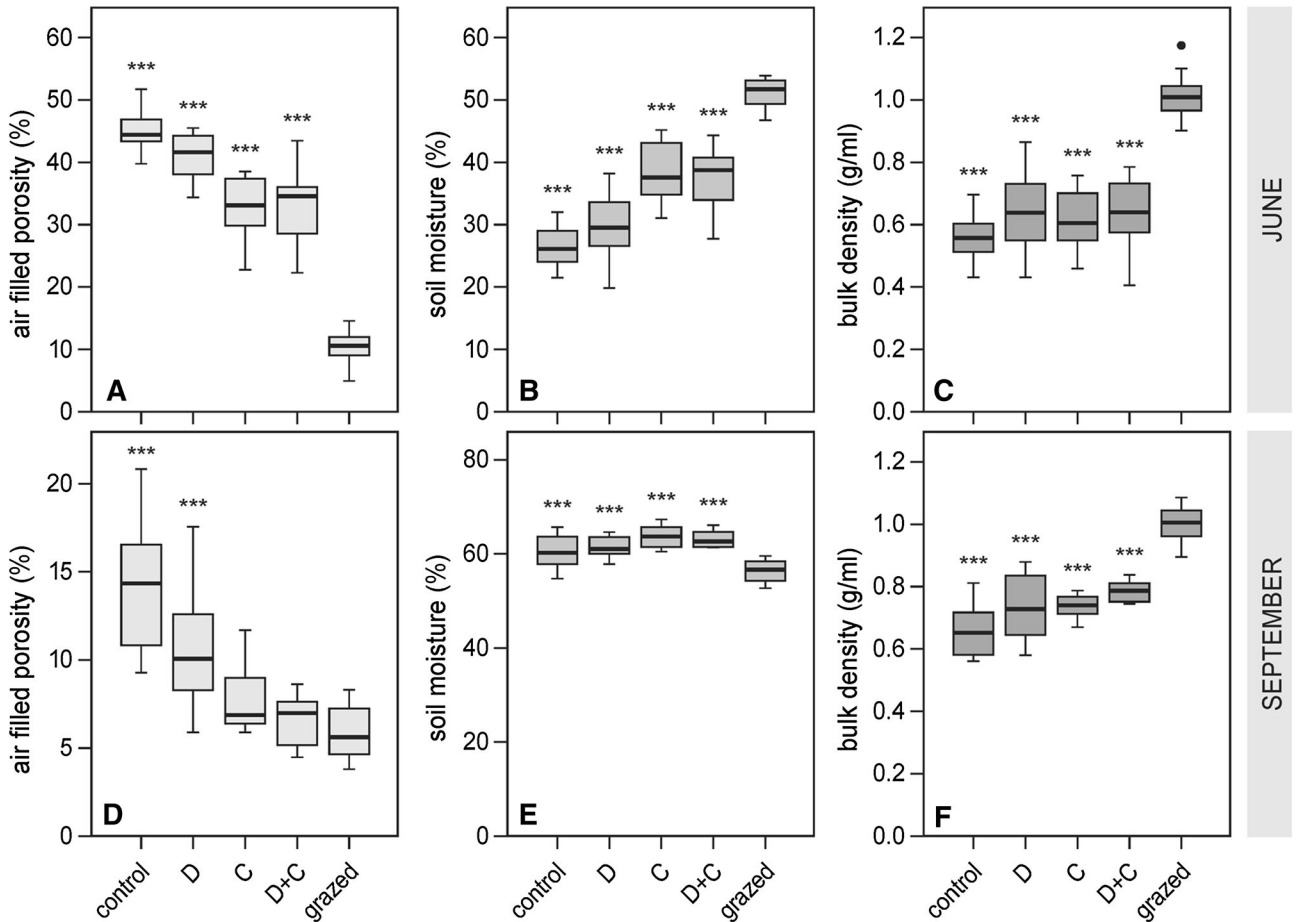 air filled porosity (%)
60
50
40
30
20
10
0
***
***
***
***
A
soil moisture (%)
60
50
40
30
20
10
0
***
***
***
***
B
bulk density (g/ml)
1.2
1.0
0.8
0.6
0.4
0.2
0.0
***
***
***
***
C
JUNE
air filled porosity (%)
20
15
10
5
0
***
***
D
control
D
C
D+C
grazed
soil moisture (%)
80
60
40
20
0
***
***
***
***
E
control
D
C
D+C
grazed
bulk density (g/ml)
1.2
1.0
0.8
0.6
0.4
0.2
0.0
***
***
***
***
F
control
D
C
D+C
grazed
SEPTEMBER